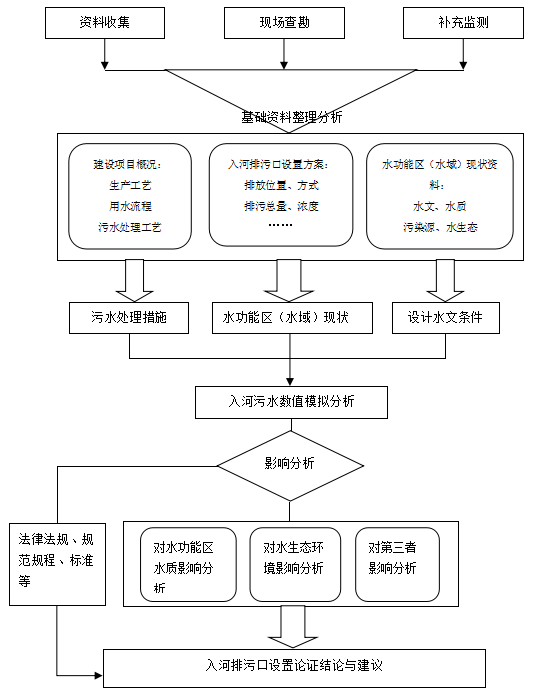 资料收集
现场查勘
补充监测
基础资料整理分析
建设项目概况：
生产工艺
用水流程
污水处理工艺
入河排污口设置方案：
排放位置、方式
排污总量、浓度
……
水功能区（水域）现状资
料：
水文、水质
污染源、水生态
污水处理措施
水功能区（水域）现状
设计水文条件
入河污水数值模拟分析
影响分析
法律法规、规
范规程、标准
等
对水功能区
水质影响分
析
对水生态环
境影响分析
对第三者
影响分析
入河排污口设置论证结论与建议